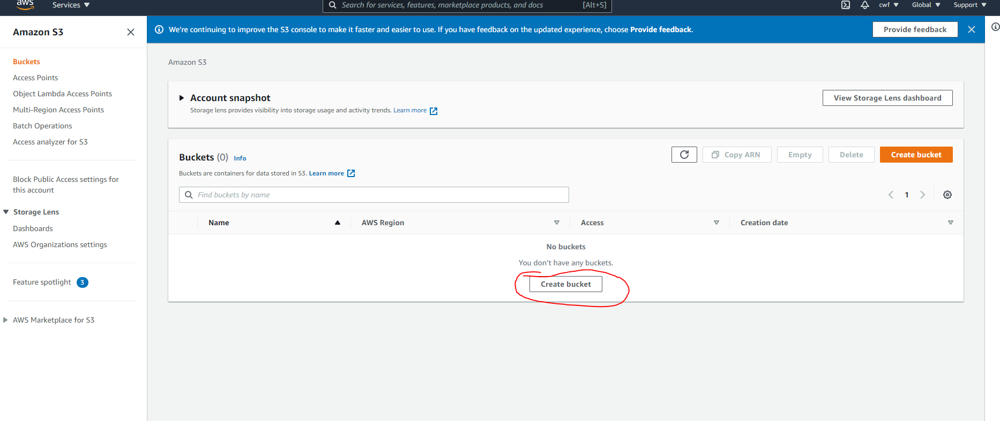 aws
Services
Search for services, features, marketplace products, and docs
[Alt+S]
cwf
Global
Support
Amazon S3
We're continuing to improve the S3 console to make it faster and easier to use. If you have feedback on the updated experience, choose Provide feedback.
Provide feedback
Buckets
Access Points
Object Lambda Access Points
Multi-Region Access Points
Batch Operations
Access analyzer for S3
Block Public Access settings for
this account
Storage Lens
Dashboards
AWS Organizations settings
Feature spotlight 3
AWS Marketplace for S3
Amazon S3
Account snapshot
Storage lens provides visibility into storage usage and activity trends. Learn more
View Storage Lens dashboard
Buckets (0) Info
Buckets are containers for data stored in S3. Learn more
Copy ARN
Empty
Delete
Create bucket
Find buckets by name
1
Name
AWS Region
Access
Creation date
No buckets
You don't have any buckets.
Create bucket